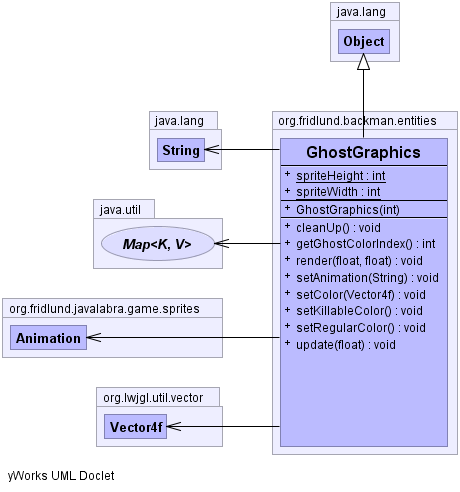 java.lang
Object
java.lang
String
org.fridlund.backman.entities
GhostGraphics
+ spriteHeight : int
+ spriteWidth : int
+ GhostGraphics(int)
+ cleanUp() : void
+ getGhostColorIndex() : int
+ render(float, float) : void
+ setAnimation(String) : void
+ setColor(Vector4f) : void
+ setKillableColor() : void
+ setRegularColor() : void
+ update(float) : void
java.util
Map<K, V>
org.fridlund.javalabra.game.sprites
Animation
org.lwjgl.util.vector
Vector4f
yWorks UML Doclet